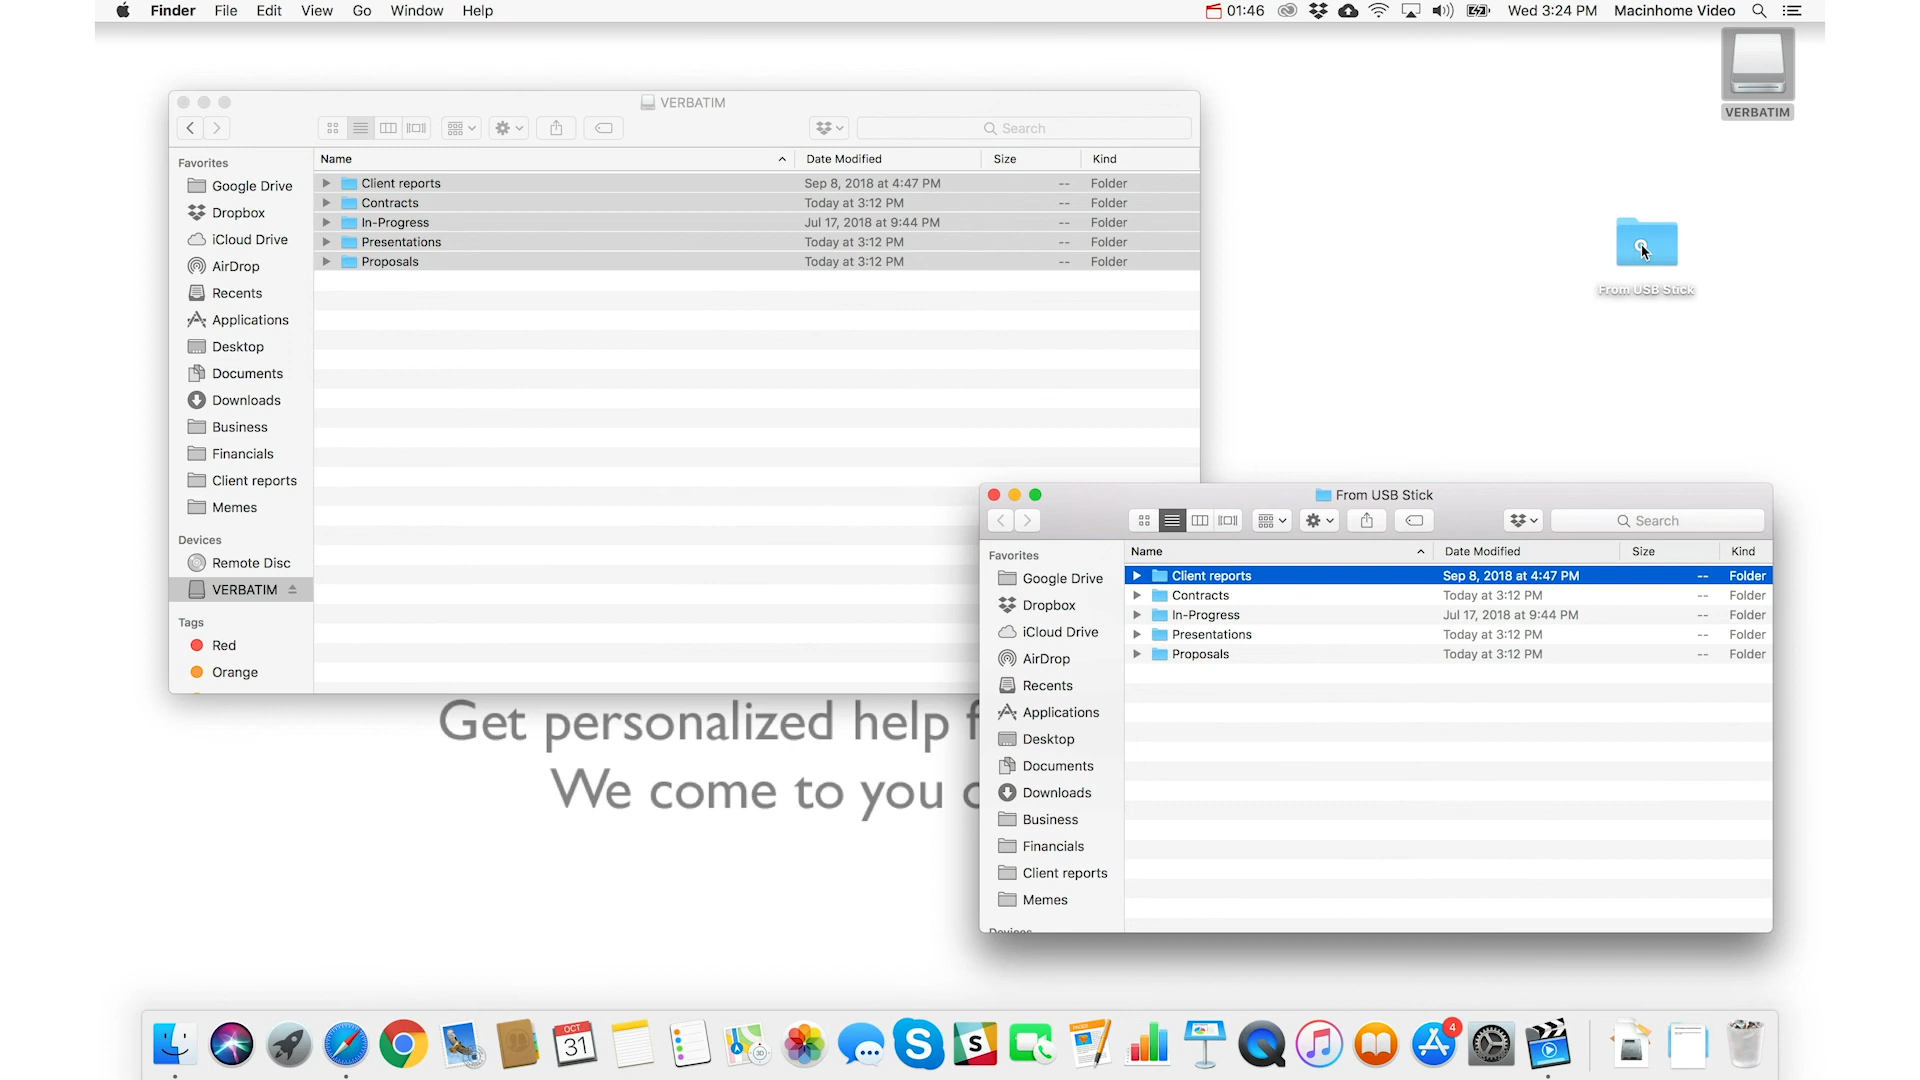 Finder File Edit View Go Window Help 01:46 Wed 3:24 PM Macinhome Video
VERBATIM
VERBATIM
Search
Name Date Modified Size Kind
Client reports Sep 8, 2018 at 4:47 PM -- Folder
Contracts Today at 3:12 PM -- Folder
In-Progress Jul 17, 2018 at 9:44 PM -- Folder
Presentations Today at 3:12 PM -- Folder
Proposals Today at 3:12 PM -- Folder
Favorites
Google Drive
Dropbox
iCloud Drive
AirDrop
Recents
Applications
Desktop
Documents
Downloads
Business
Financials
Client reports
Memes
Devices
Remote Disc
VERBATIM
Tags
Red
Orange
From USB Stick
From USB Stick
Search
Name Date Modified Size Kind
Client reports Sep 8, 2018 at 4:47 PM -- Folder
Contracts Today at 3:12 PM -- Folder
In-Progress Jul 17, 2018 at 9:44 PM -- Folder
Presentations Today at 3:12 PM -- Folder
Proposals Today at 3:12 PM -- Folder
Favorites
Google Drive
Dropbox
iCloud Drive
AirDrop
Recents
Applications
Desktop
Documents
Downloads
Business
Financials
Client reports
Memes
Devices
Get personalized help f
We come to you
OCT
31
3D
PAGES
4